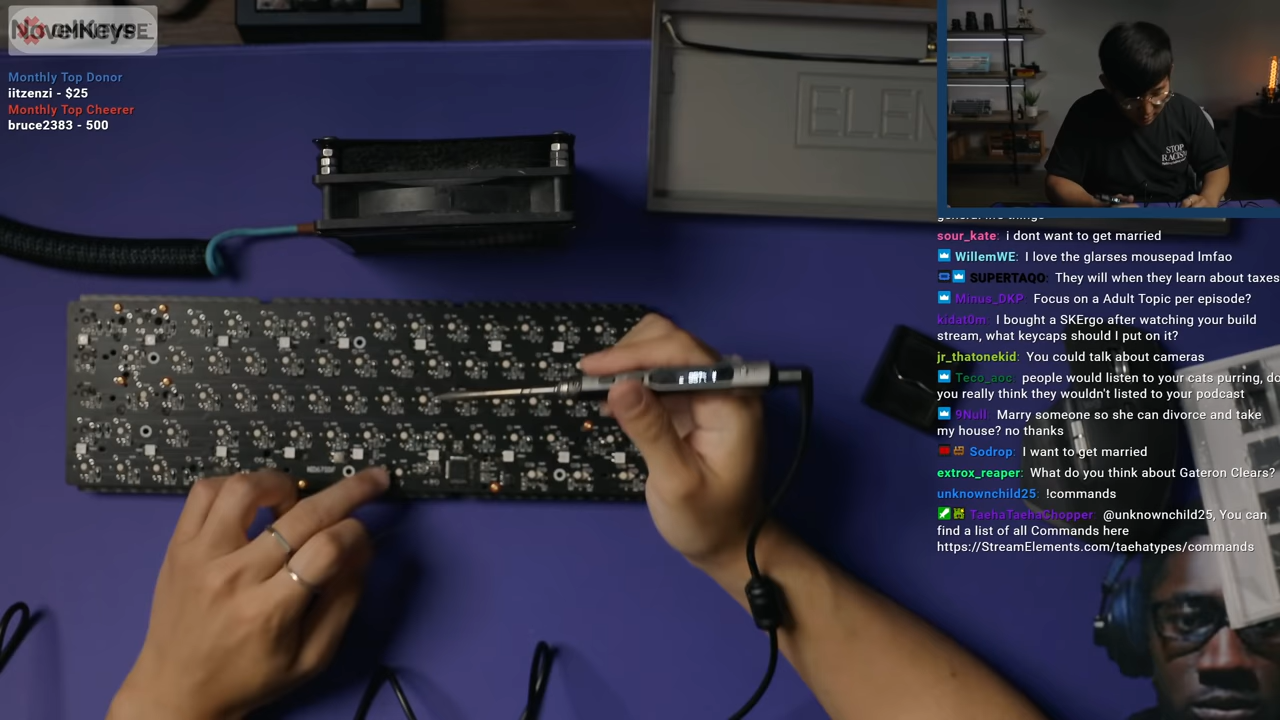 NovelKeys
Monthly Top Donor
iitzenzi - $25
Monthly Top Cheerer
bruce2383 - 500
ELEM
STOP
general life things
sour_kate: i dont want to get married
WillemWE: I love the glarses mousepad lmfao
SUPERTAQO: They will when they learn about taxes
Minus_DKP: Focus on a Adult Topic per episode?
kidat0m: I bought a SKErgo after watching your
build stream, what keycaps should I put on it?
jr_thatonekid: You could talk about cameras
Teco_aoc: people would listen to your cats purring, do
you really think they wouldn't listed to your podcast
9Null: Marry someone so she can divorce and take
my house? no thanks
Sodrop: I want to get married
extrox_reaper: What do you think about Gateron Clears?
unknownchild25: !commands
TaehaTaehaChopper: @unknownchild25, You can
find a list of all Commands here
https://StreamElements.com/taehatypes/commands